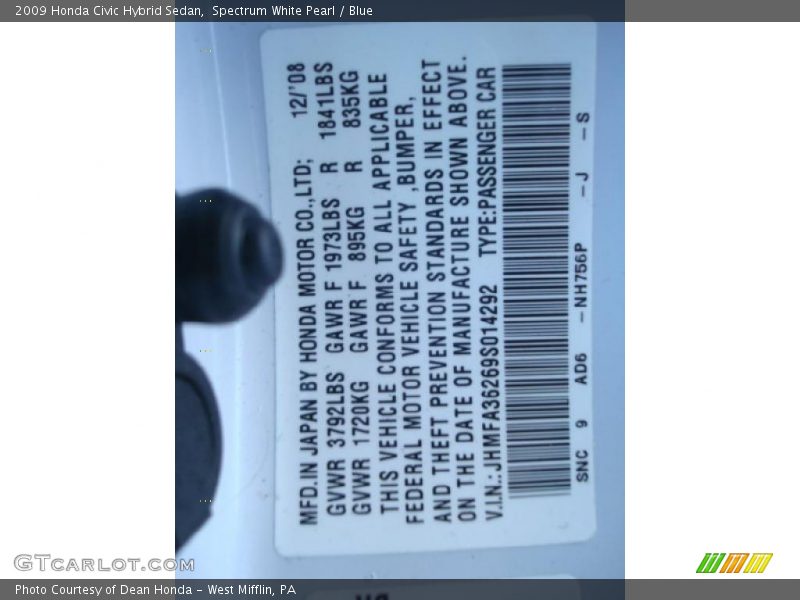 2009 Honda Civic Hybrid Sedan,  Spectrum White Pearl / Blue
MFD.IN JAPAN BY HONDA MOTOR CO.,LTD; 12/'08
GVWR 3792LBS GAWR F 1973LBS R 1841LBS
GVWR 1720KG GAWR F 895KG R 835KG
THIS VEHICLE CONFORMS TO ALL APPLICABLE
FEDERAL MOTOR VEHICLE SAFETY ,BUMPER,
AND THEFT PREVENTION STANDARDS IN EFFECT
ON THE DATE OF MANUFACTURE SHOWN ABOVE.
V.I.N.: JHMFA36269S014292 TYPE:PASSENGER CAR
SNC 9 AD6 -NH756P -J -S
GTCARLOT.COM
Photo Courtesy of Dean Honda - West Mifflin, PA